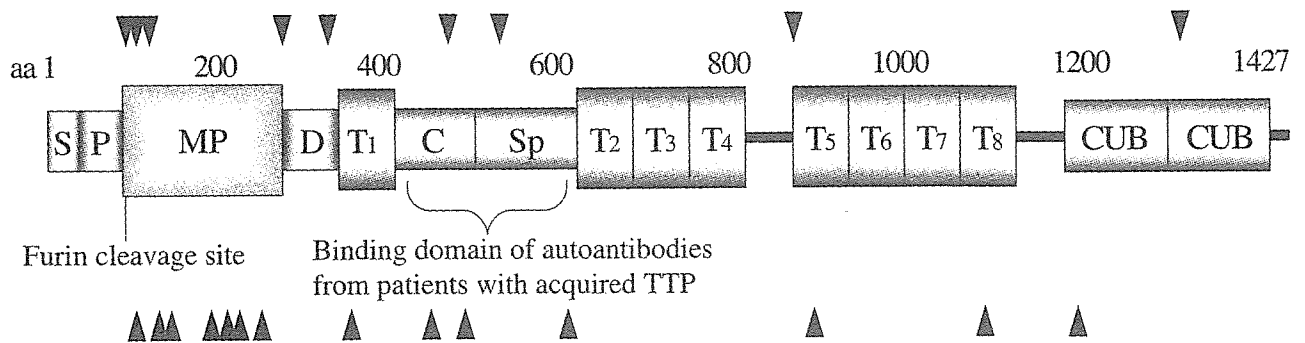 aa 1 200 400 600 800 1000 1200 1427
S P MP D T1 C Sp T2 T3 T4 T5 T6 T7 T8 CUB CUB
Furin cleavage site
Binding domain of autoantibodies
from patients with acquired TTP